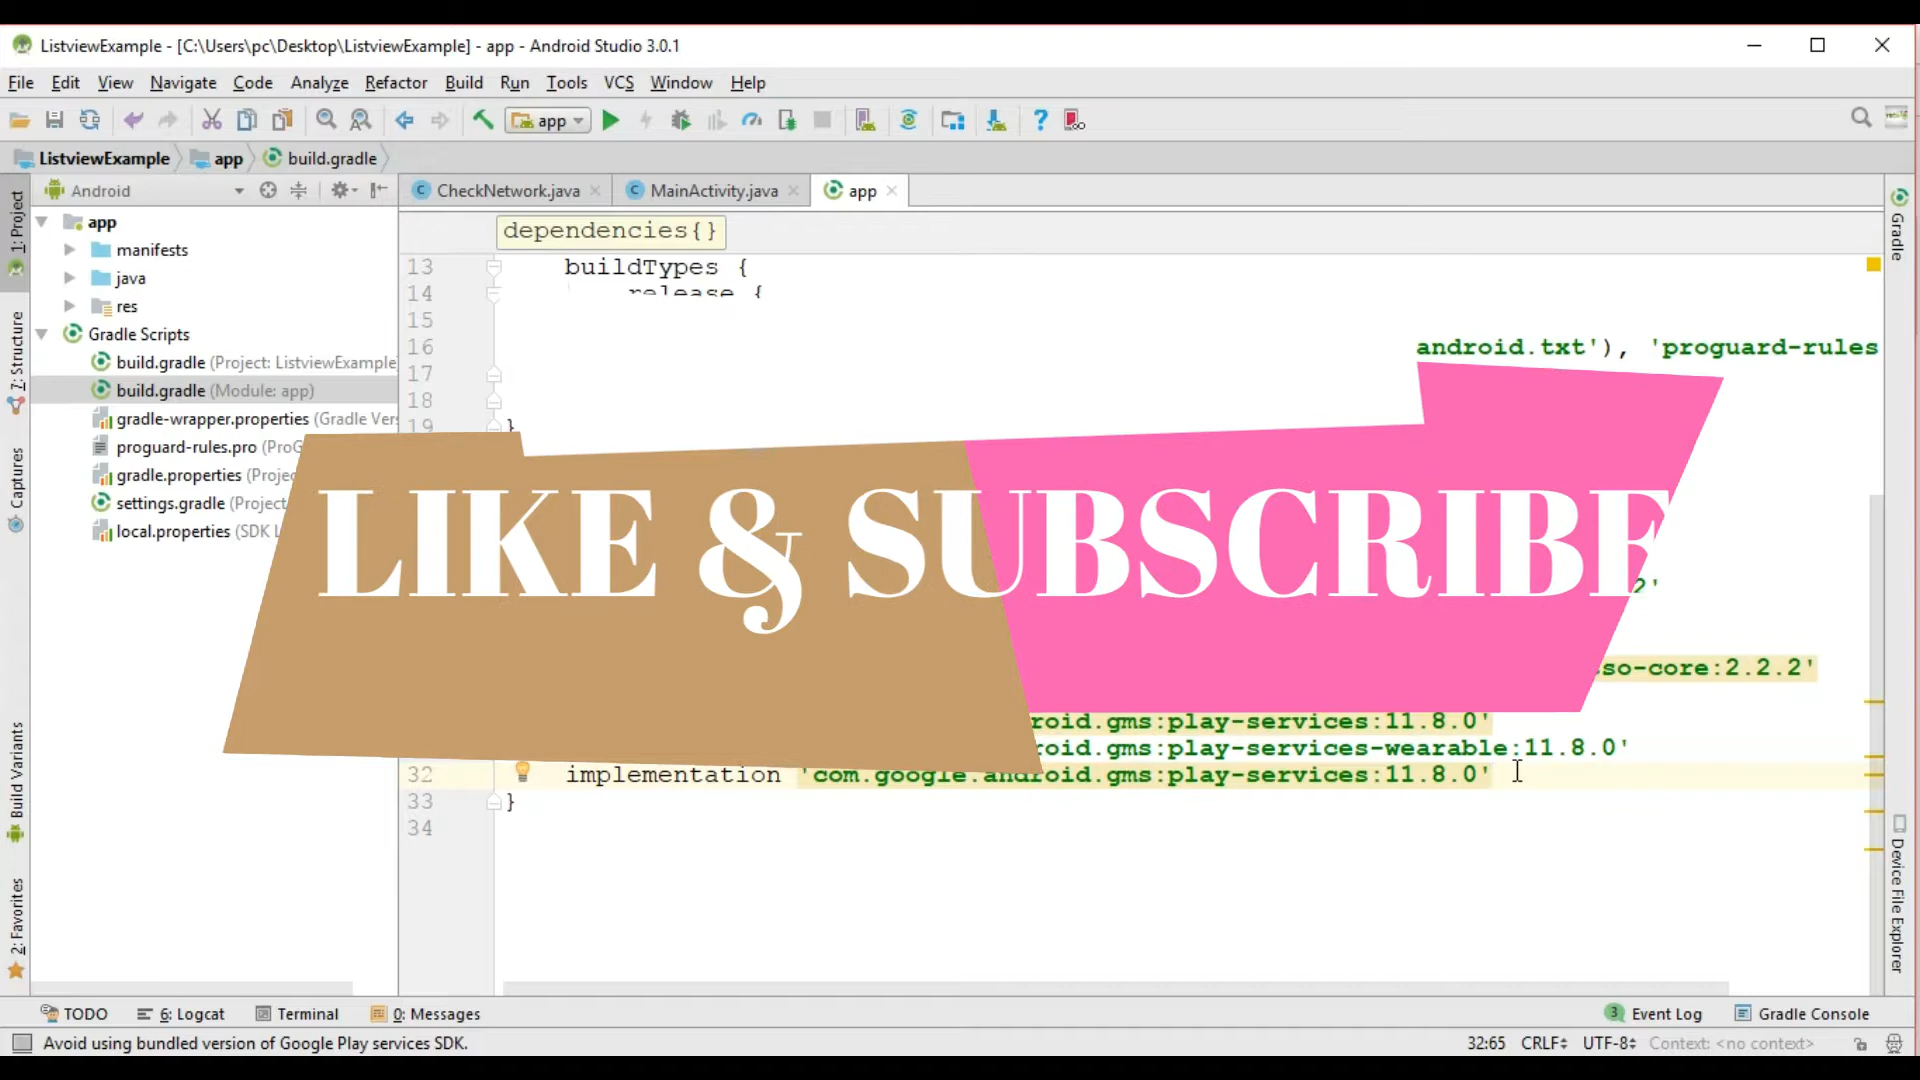 ListviewExample - [C:\Users\pc\Desktop\ListviewExample] - app - Android Studio 3.0.1
File Edit View Navigate Code Analyze Refactor Build Run Tools VCS Window Help
app
ListviewExample app build.gradle
Android
CheckNetwork.java MainActivity.java app
1: Project
7: Structure
Captures
Build Variants
2: Favorites
app
manifests
java
res
Gradle Scripts
build.gradle (Project: ListviewExample
build.gradle (Module: app)
gradle-wrapper.properties (Gradle Ver
proguard-rules.pro
gradle.properties
settings.gradle (Project
local.properties (SDK
dependencies{}
13 buildTypes {
14 release {
15
16 android.txt'), 'proguard-rules
17
18
19 }
LIKE & SUBSCRIBE
2'
so-core:2.2.2'
roid.gms:play-services:11.8.0'
roid.gms:play-services-wearable:11.8.0'
32 implementation 'com.google.android.gms:play-services:11.8.0'
33 }
34
Gradle
Device File Explorer
TODO 6: Logcat Terminal 0: Messages 3 Event Log Gradle Console
Avoid using bundled version of Google Play services SDK. 32:65 CRLF UTF-8 Context: <no context>